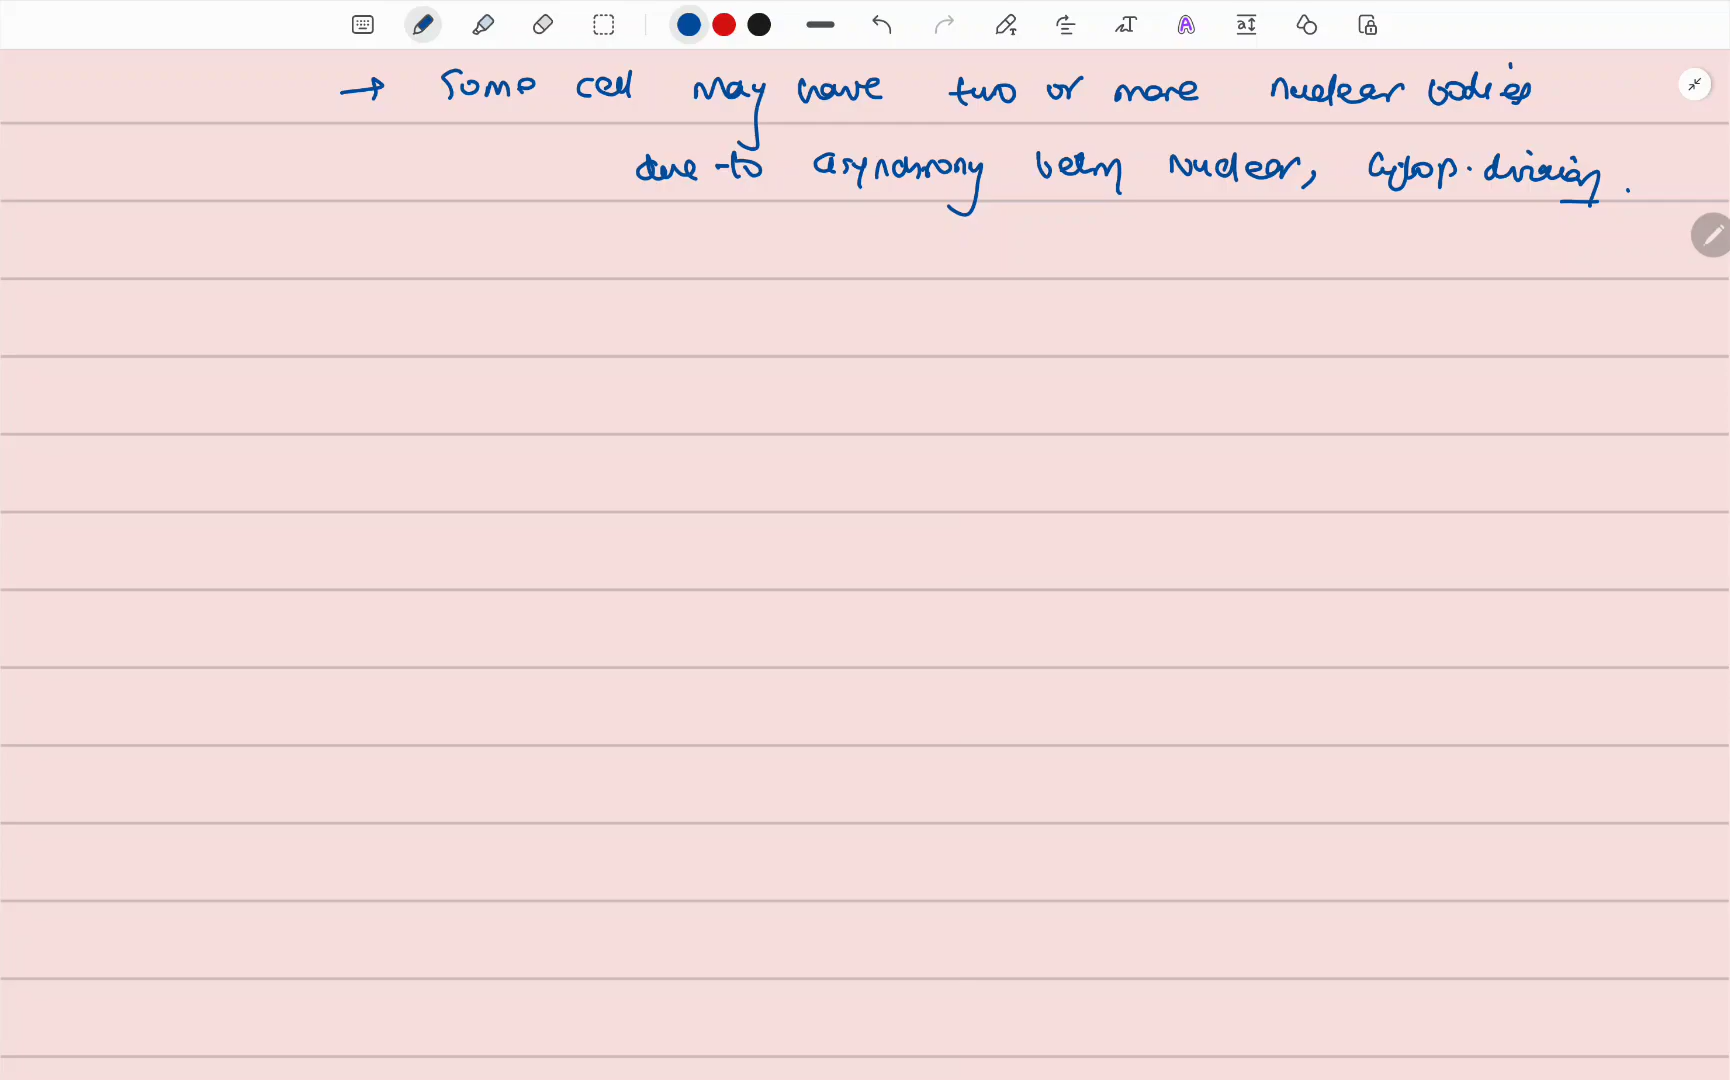 → Some cell may have two or more nuclear bodies
due to asynchrony betn nuclear, Cytop. division.